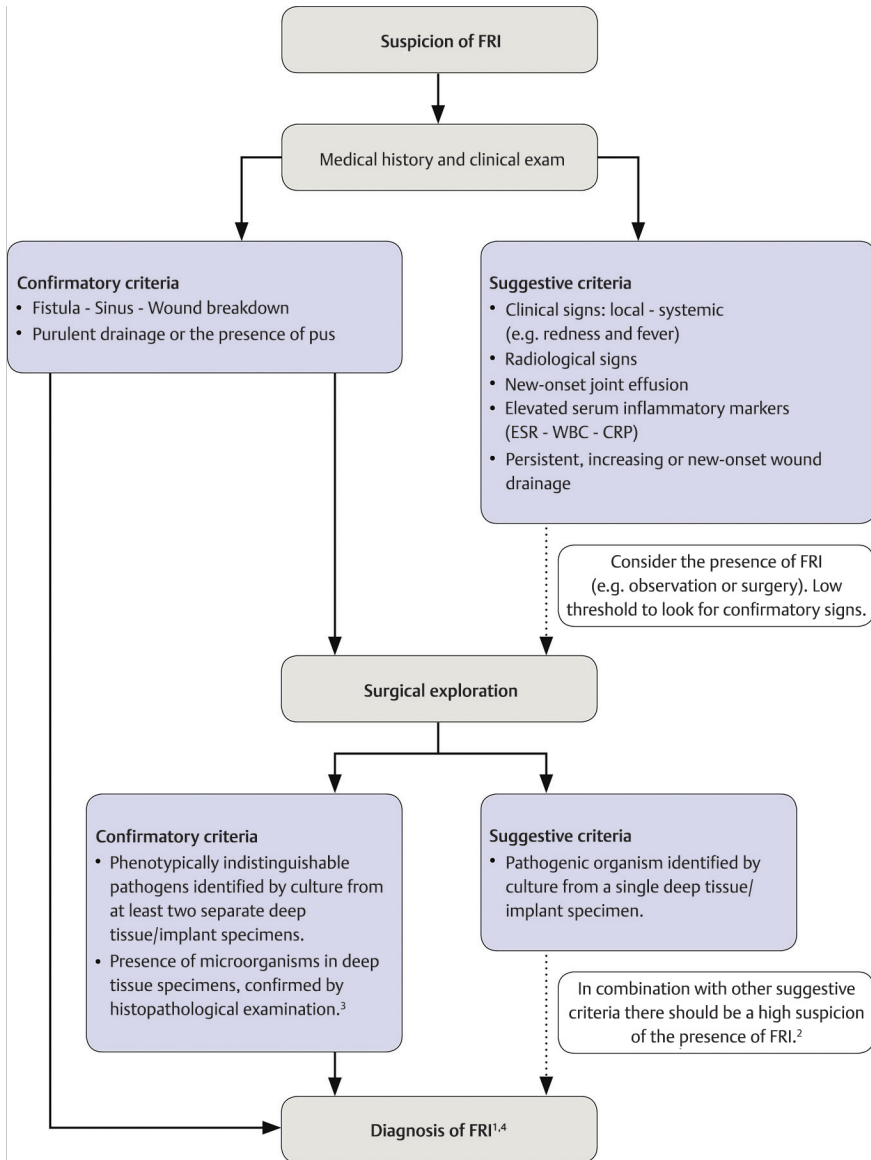 Suspicion of FRI
Medical history and clinical exam
Confirmatory criteria
• Fistula - Sinus - Wound breakdown
• Purulent drainage or the presence of pus
Suggestive criteria
• Clinical signs: local - systemic
(e.g. redness and fever)
• Radiological signs
• New-onset joint effusion
• Elevated serum inflammatory markers
(ESR - WBC - CRP)
• Persistent, increasing or new-onset wound
drainage
Consider the presence of FRI
(e.g. observation or surgery). Low
threshold to look for confirmatory signs.
Surgical exploration
Confirmatory criteria
• Phenotypically indistinguishable
pathogens identified by culture from
at least two separate deep
tissue/implant specimens.
• Presence of microorganisms in deep
tissue specimens, confirmed by
histopathological examination.³
Suggestive criteria
• Pathogenic organism identified by
culture from a single deep tissue/
implant specimen.
In combination with other suggestive
criteria there should be a high suspicion
of the presence of FRI.²
Diagnosis of FRI¹,⁴